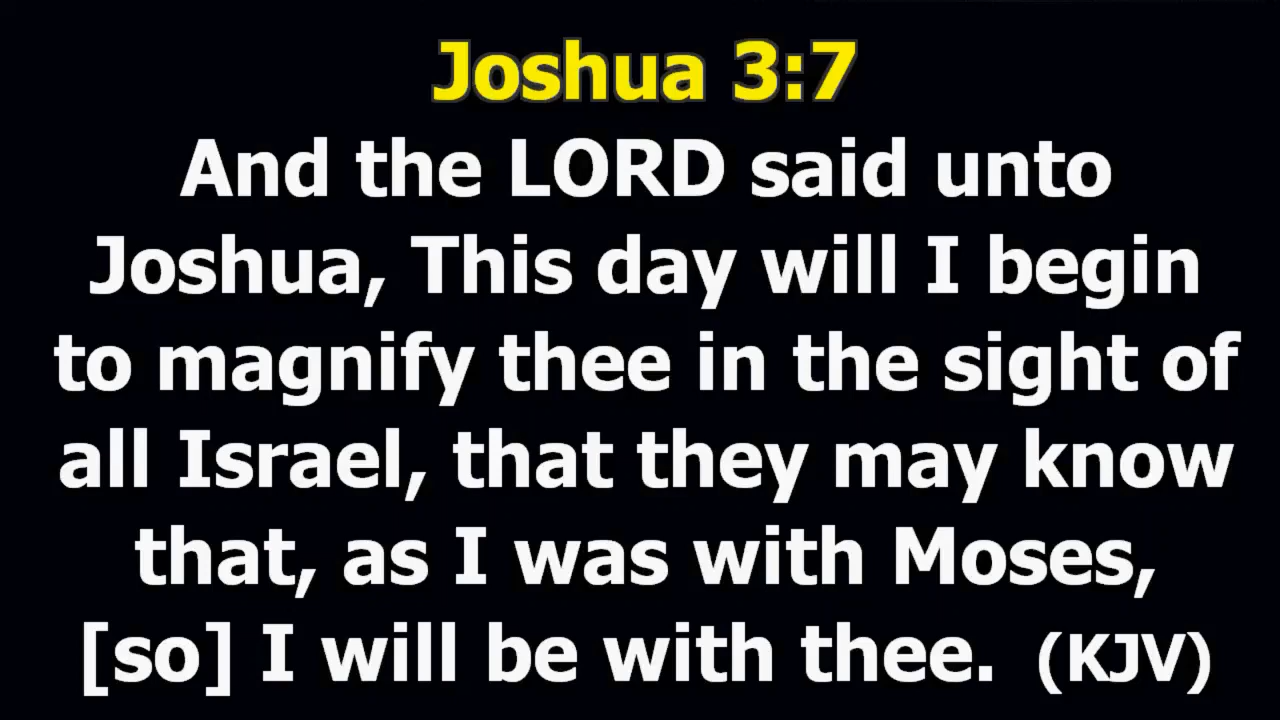 Joshua 3:7
And the LORD said unto
Joshua, This day will I begin
to magnify thee in the sight of
all Israel, that they may know
that, as I was with Moses,
[so] I will be with thee. (KJV)